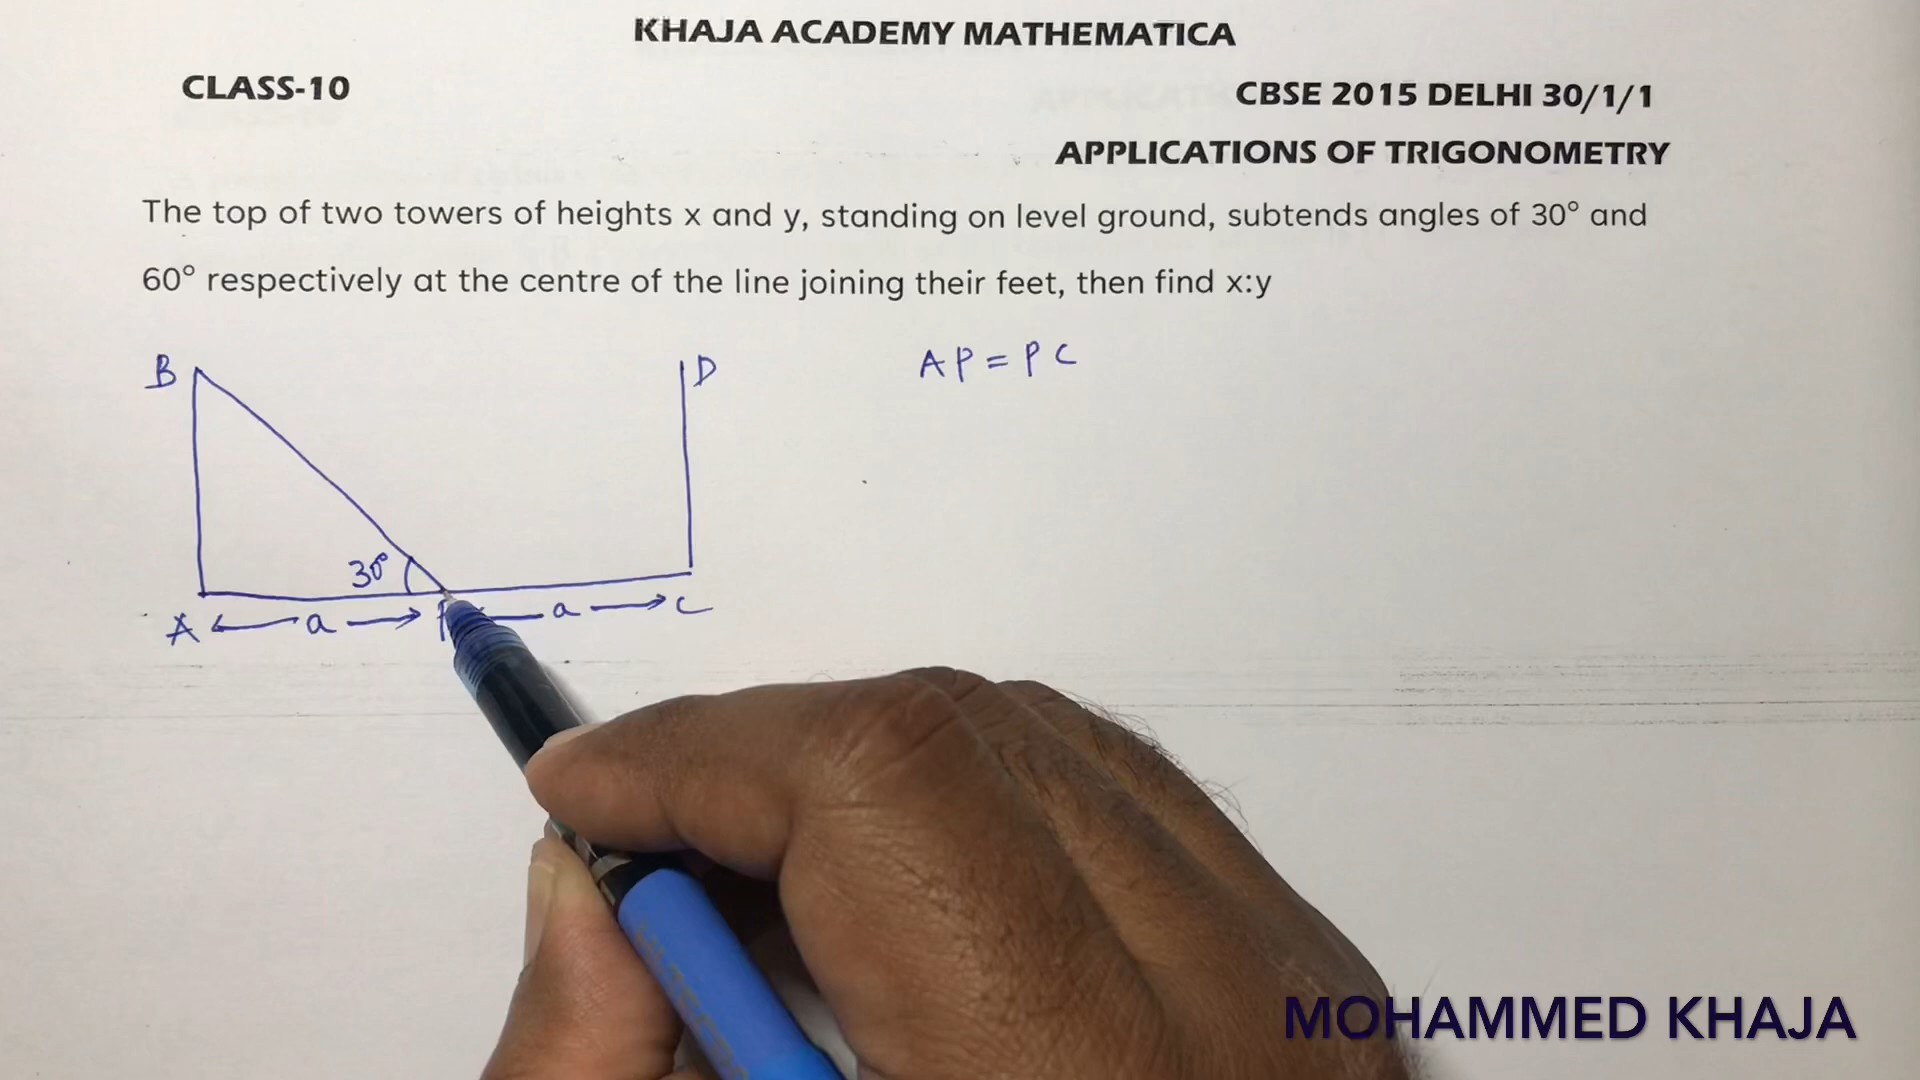 KHAJA ACADEMY MATHEMATICA
CLASS-10
CBSE 2015 DELHI 30/1/1
APPLICATIONS OF TRIGONOMETRY
The top of two towers of heights x and y, standing on level ground, subtends angles of 30° and
60° respectively at the centre of the line joining their feet, then find x:y
B
D
AP = PC
30°
A a a C
MOHAMMED KHAJA